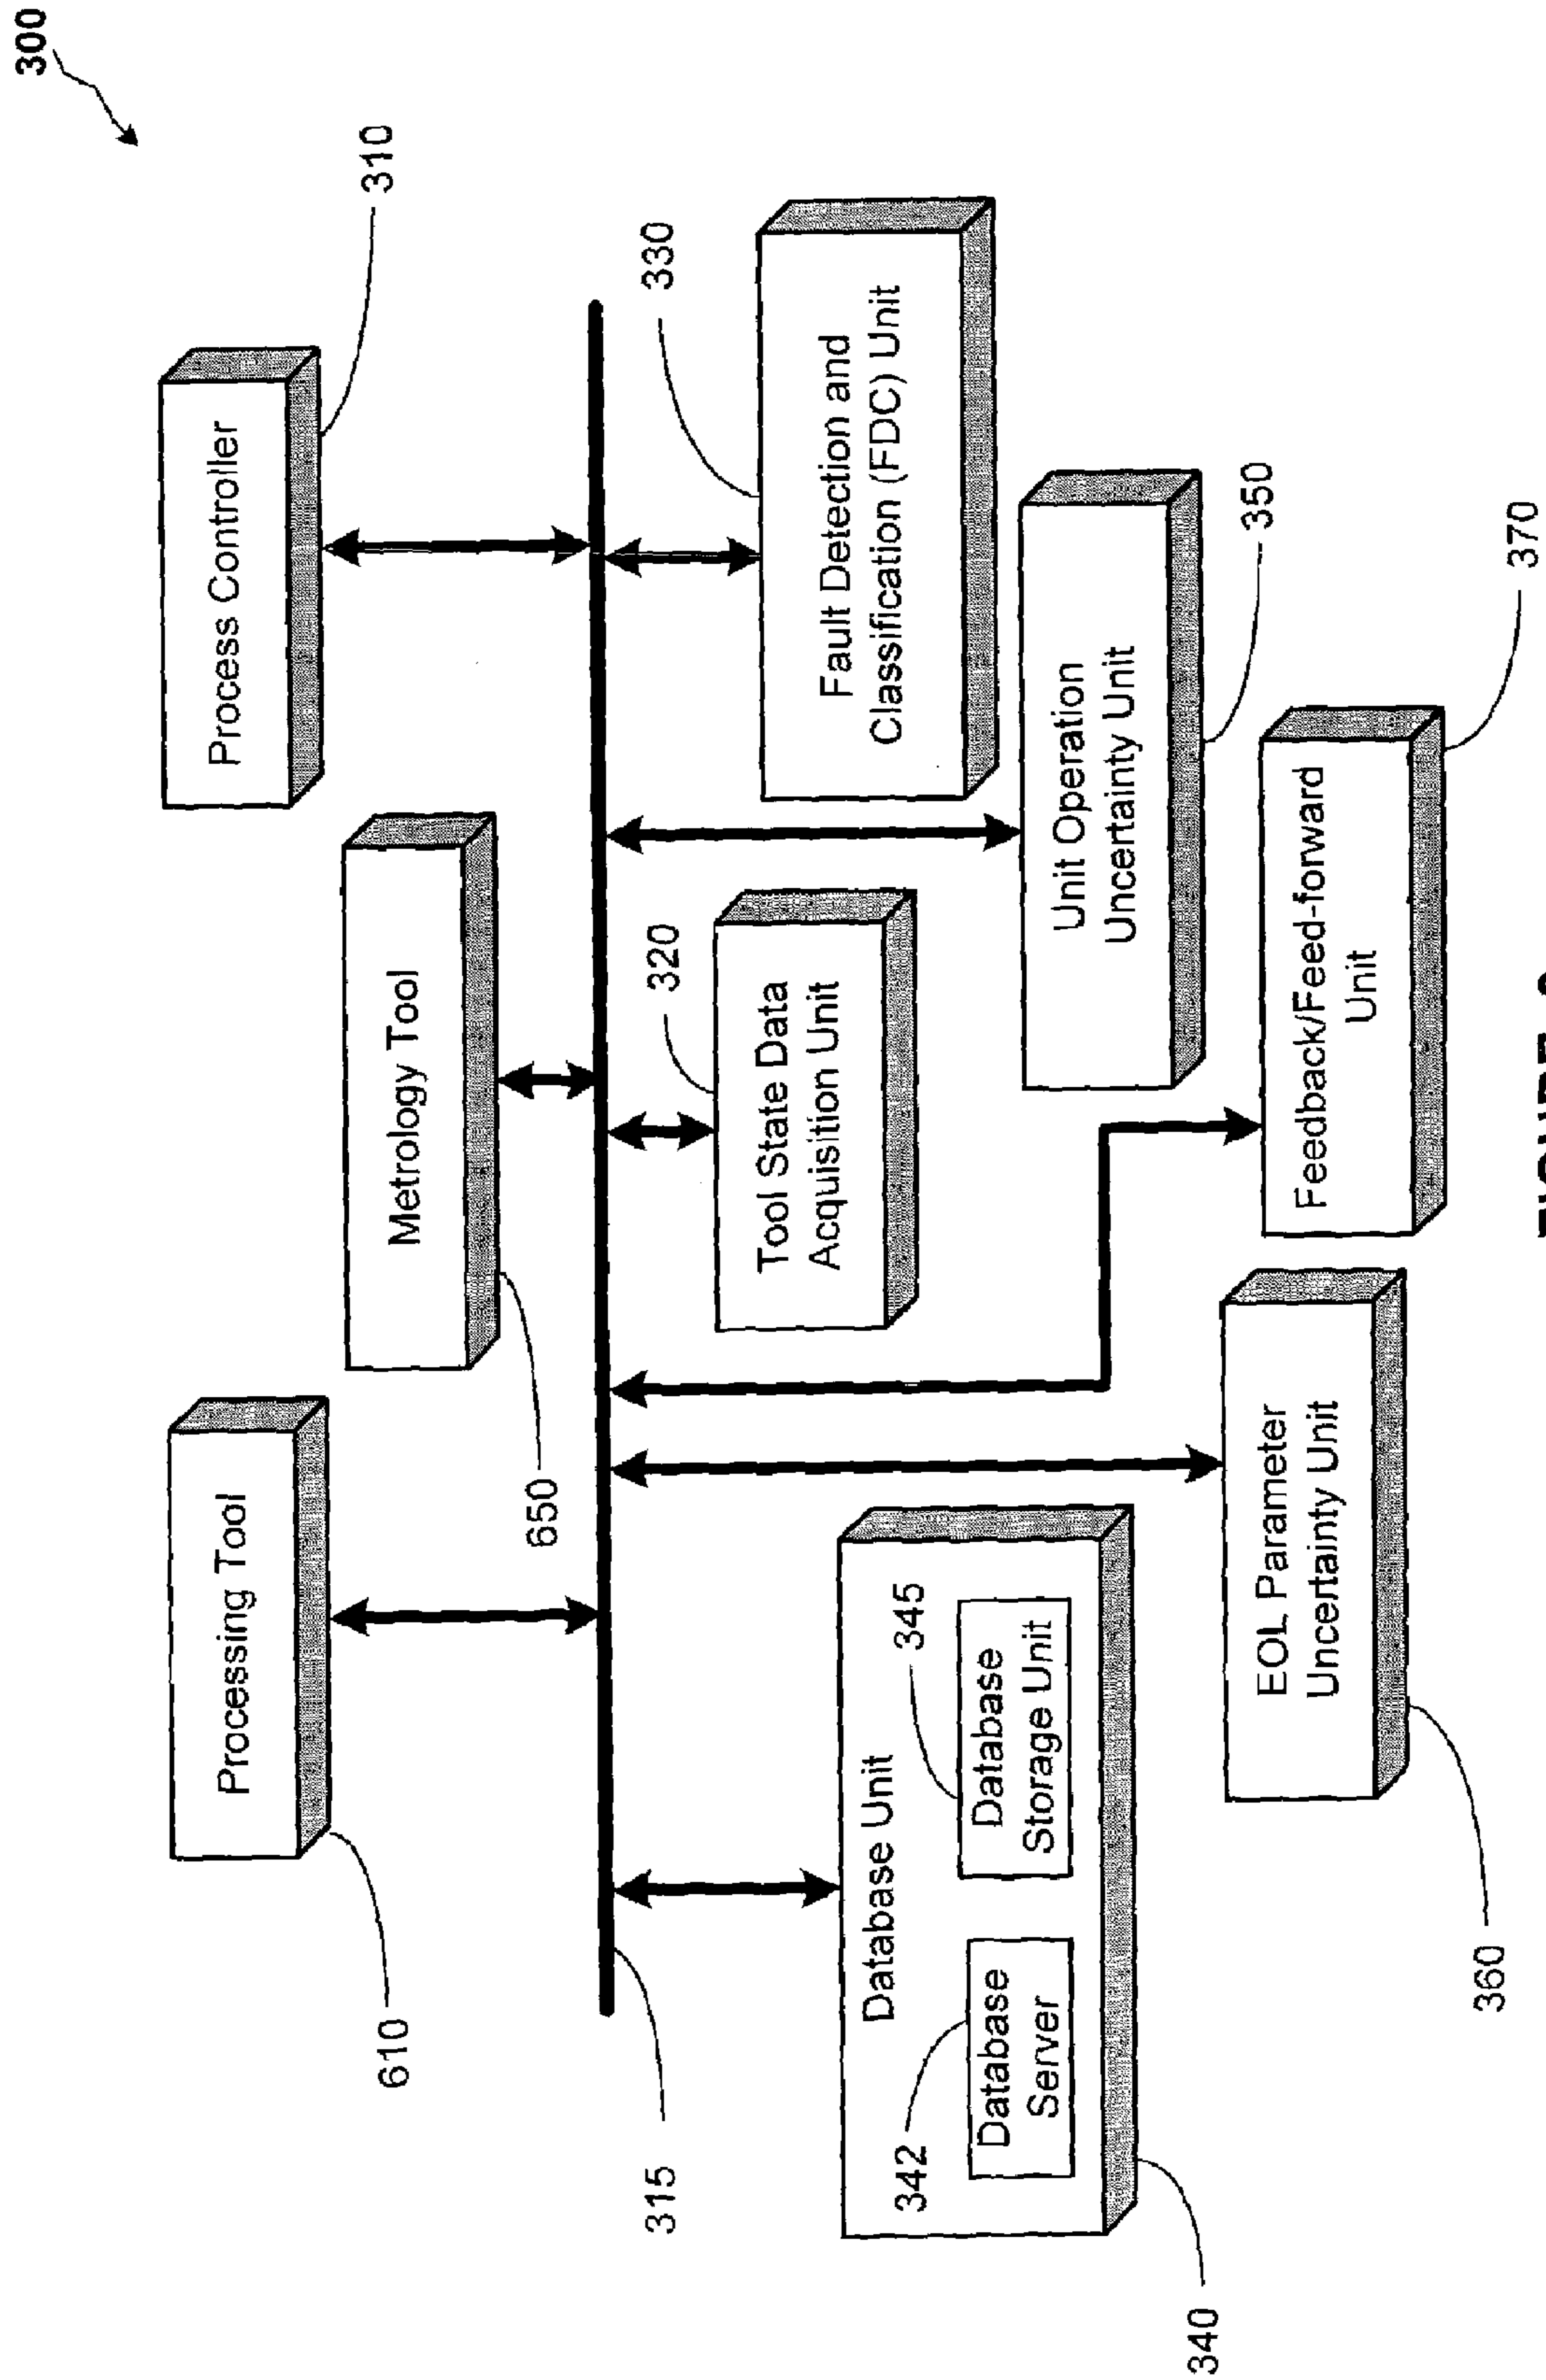 300
Processing Tool
610
Metrology Tool
650
Process Controller
310
315
Database Unit
340
342
Database
Server
345
Database
Storage Unit
Tool State Data
Acquisition Unit
320
Fault Detection and
Classification (FDC) Unit
330
Unit Operation
Uncertainty Unit
350
EOL Parameter
Uncertainty Unit
360
Feedback/Feed-forward
Unit
370